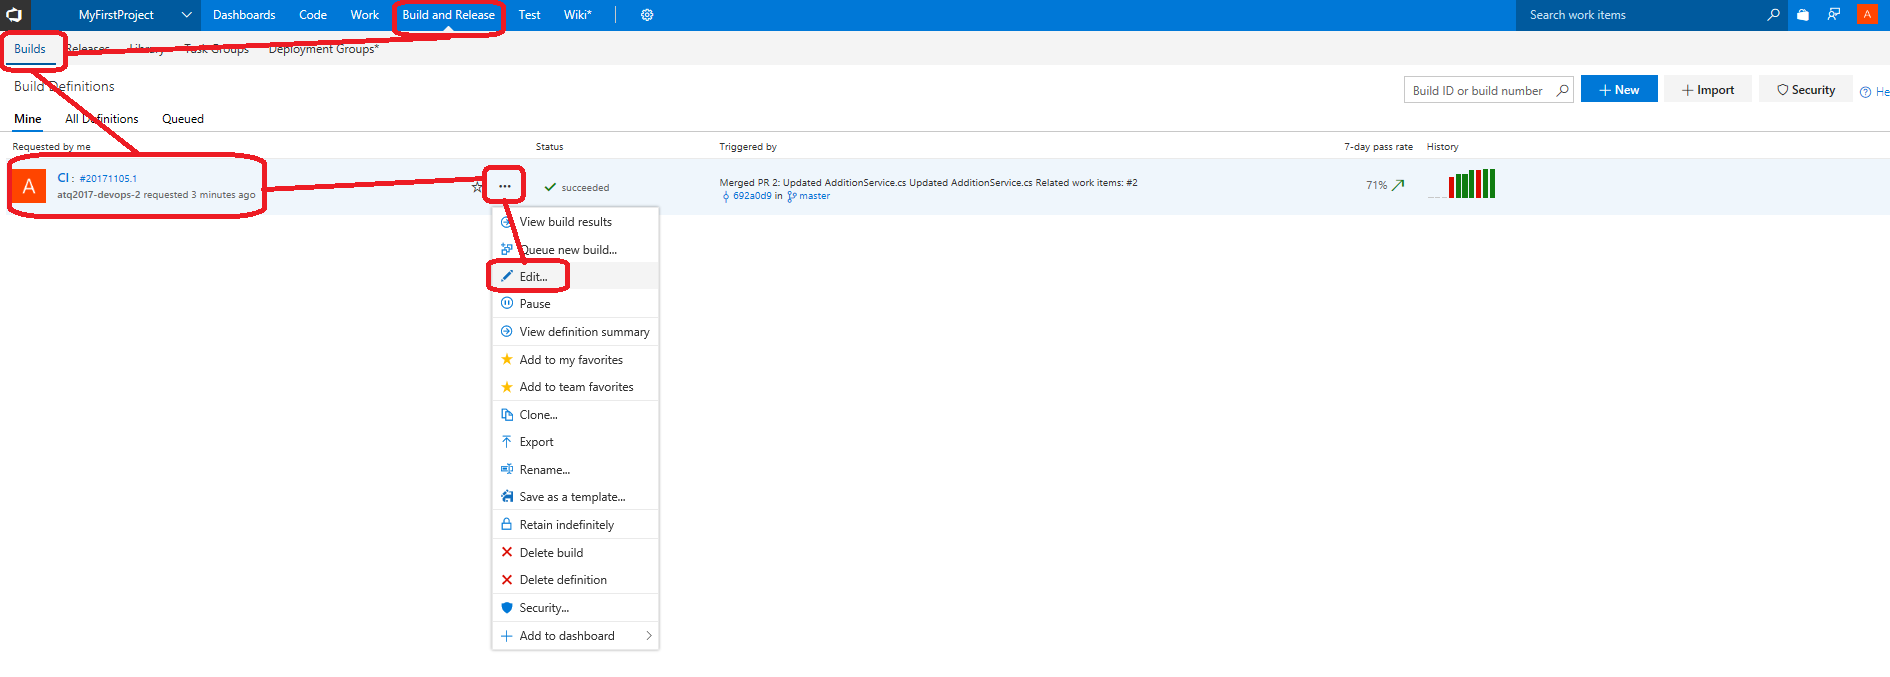 MyFirstProject Dashboards Code Work Build and Release Test Wiki* Search work items A
Builds Releases Library Task Groups Deployment Groups*
Build Definitions
Build ID or build number New Import Security He
Mine All Definitions Queued
Requested by me Status Triggered by 7-day pass rate History
A CI : #20171105.1
atq2017-devops-2 requested 3 minutes ago
... succeeded
Merged PR 2: Updated AdditionService.cs Updated AdditionService.cs Related work items: #2
692a0d9 in master
71%
View build results
Queue new build...
Edit...
Pause
View definition summary
Add to my favorites
Add to team favorites
Clone...
Export
Rename...
Save as a template...
Retain indefinitely
Delete build
Delete definition
Security...
Add to dashboard